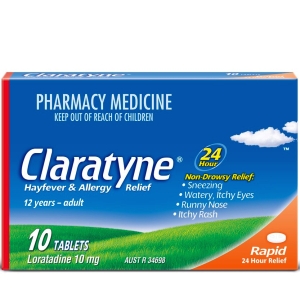 PHARMACY MEDICINE
KEEP OUT OF REACH OF CHILDREN
Claratyne®
Hayfever & Allergy Relief
12 years - adult
24
Hour
Non-Drowsy Relief:
• Sneezing
• Watery, Itchy Eyes
• Runny Nose
• Itchy Rash
10 TABLETS
Loratadine 10 mg
AUST R 34698
Rapid
24 Hour Relief